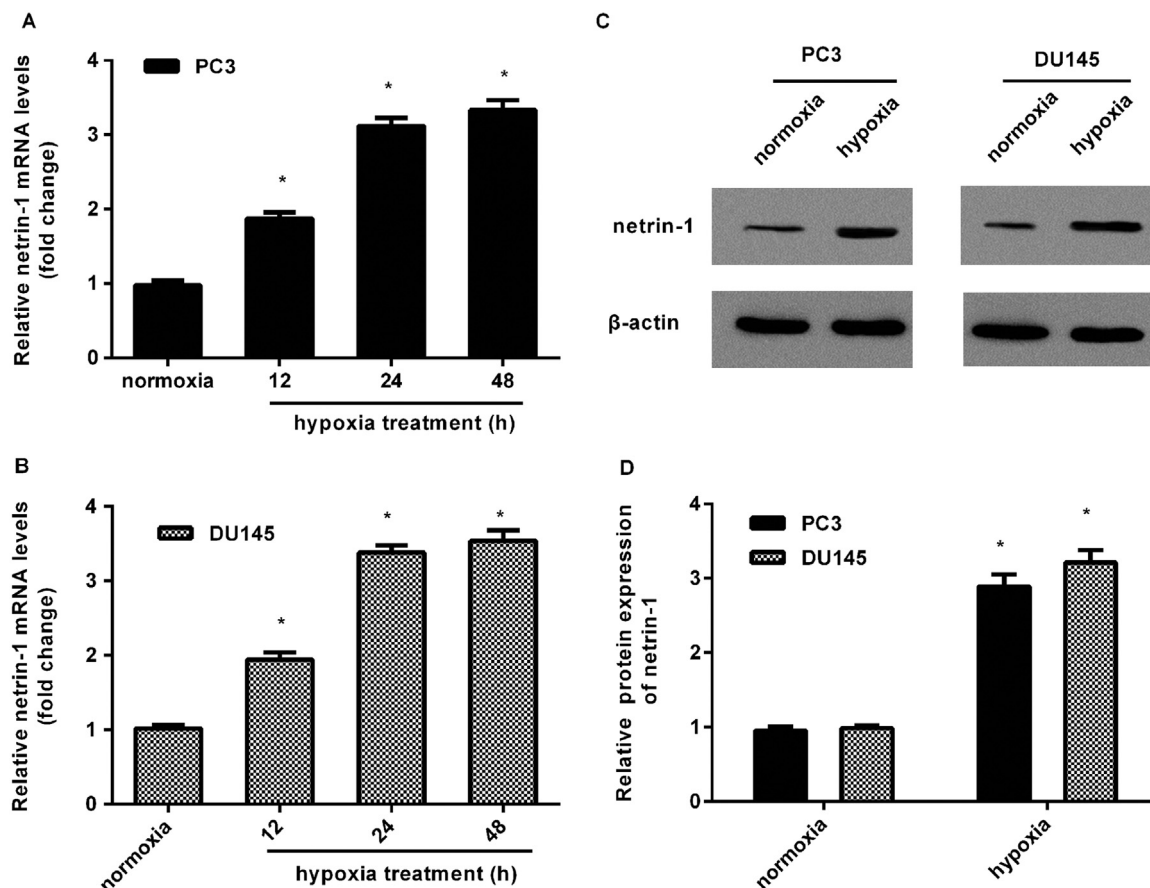 A
Relative netrin-1 mRNA levels
(fold change)
4
3
2
1
0
PC3
*
*
*
normoxia
12
24
48
hypoxia treatment (h)
B
Relative netrin-1 mRNA levels
(fold change)
4
3
2
1
0
DU145
*
*
*
normoxia
12
24
48
hypoxia treatment (h)
C
PC3
DU145
normoxia
hypoxia
normoxia
hypoxia
netrin-1
β-actin
D
Relative protein expression
of netrin-1
4
3
2
1
0
PC3
DU145
*
*
normoxia
hypoxia